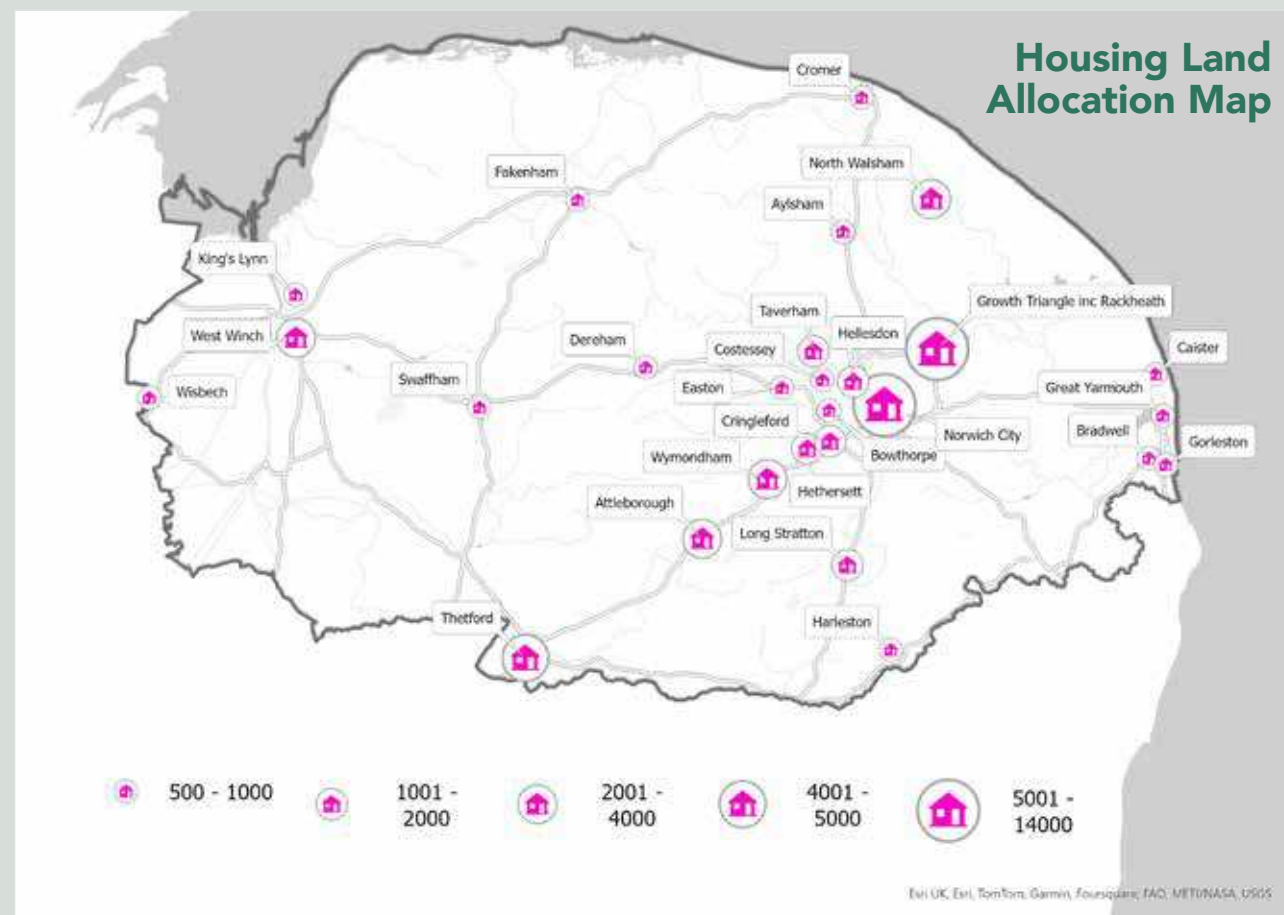 Housing Land
Allocation Map
Cromer
North Walsham
Fakenham
Aylsham
King's Lynn
Growth Triangle inc Rackheath
Taverham
Hellesdon
West Winch
Dereham
Costessey
Caister
Swaffham
Easton
Great Yarmouth
Wisbech
Cringleford
Norwich City
Bradwell
Gorleston
Wymondham
Bowthorpe
Hethersett
Attleborough
Long Stratton
Thetford
Harleston
500 - 1000
1001 -
2000
2001 -
4000
4001 -
5000
5001 -
14000
Esri UK, Esri, TomTom, Garmin, Foursquare, FAO, METI/NASA, USGS